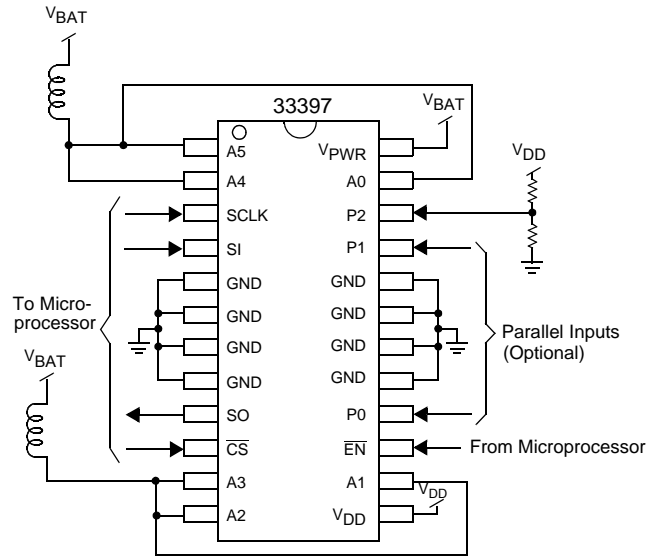 VBAT
33397
VBAT
VDD
A5
VPWR
A4
A0
SCLK
P2
SI
P1
GND
GND
GND
GND
To Micro-
processor
Parallel Inputs
(Optional)
GND
GND
VBAT
GND
GND
SO
P0
CS
EN
From Microprocessor
A3
A1
VDD
A2
VDD